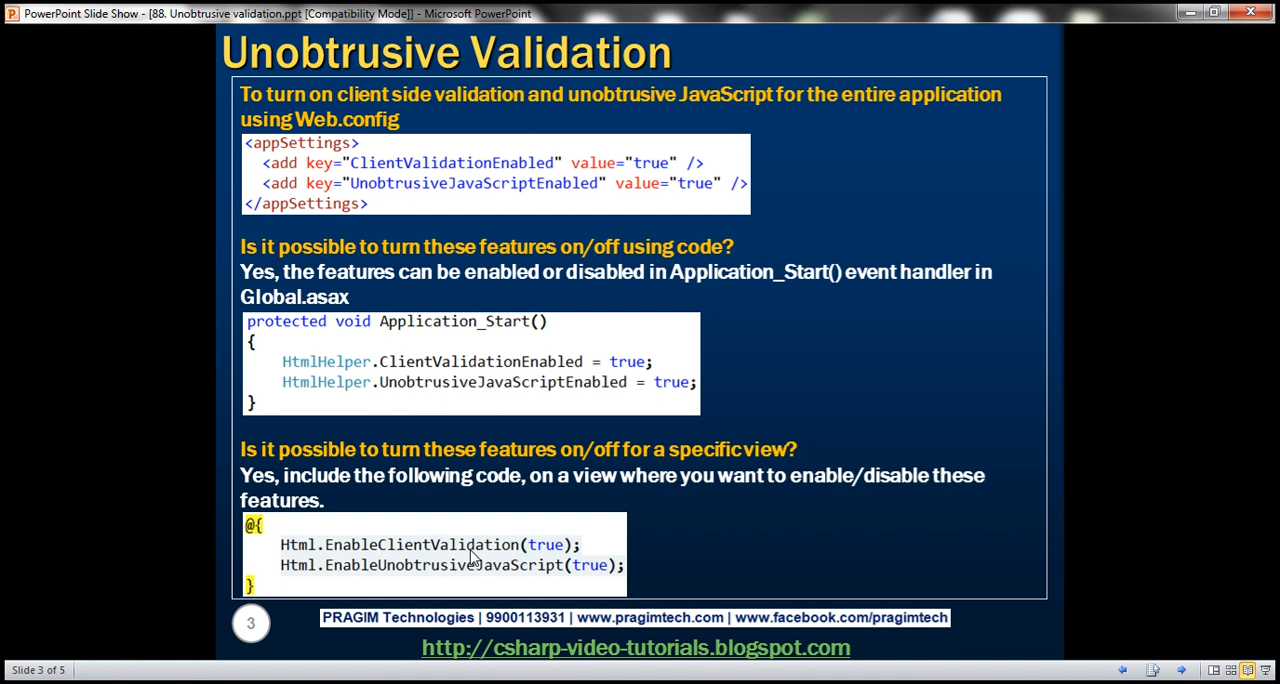 PowerPoint Slide Show - [88. Unobtrusive validation.ppt [Compatibility Mode]] - Microsoft PowerPoint
Unobtrusive Validation
To turn on client side validation and unobtrusive JavaScript for the entire application
using Web.config
<appSettings>
  <add key="ClientValidationEnabled" value="true" />
  <add key="UnobtrusiveJavaScriptEnabled" value="true" />
</appSettings>
Is it possible to turn these features on/off using code?
Yes, the features can be enabled or disabled in Application_Start() event handler in
Global.asax
protected void Application_Start()
{
    HtmlHelper.ClientValidationEnabled = true;
    HtmlHelper.UnobtrusiveJavaScriptEnabled = true;
}
Is it possible to turn these features on/off for a specific view?
Yes, include the following code, on a view where you want to enable/disable these
features.
@{
    Html.EnableClientValidation(true);
    Html.EnableUnobtrusiveJavaScript(true);
}
3
PRAGIM Technologies | 9900113931 | www.pragimtech.com | www.facebook.com/pragimtech
http://csharp-video-tutorials.blogspot.com
Slide 3 of 5